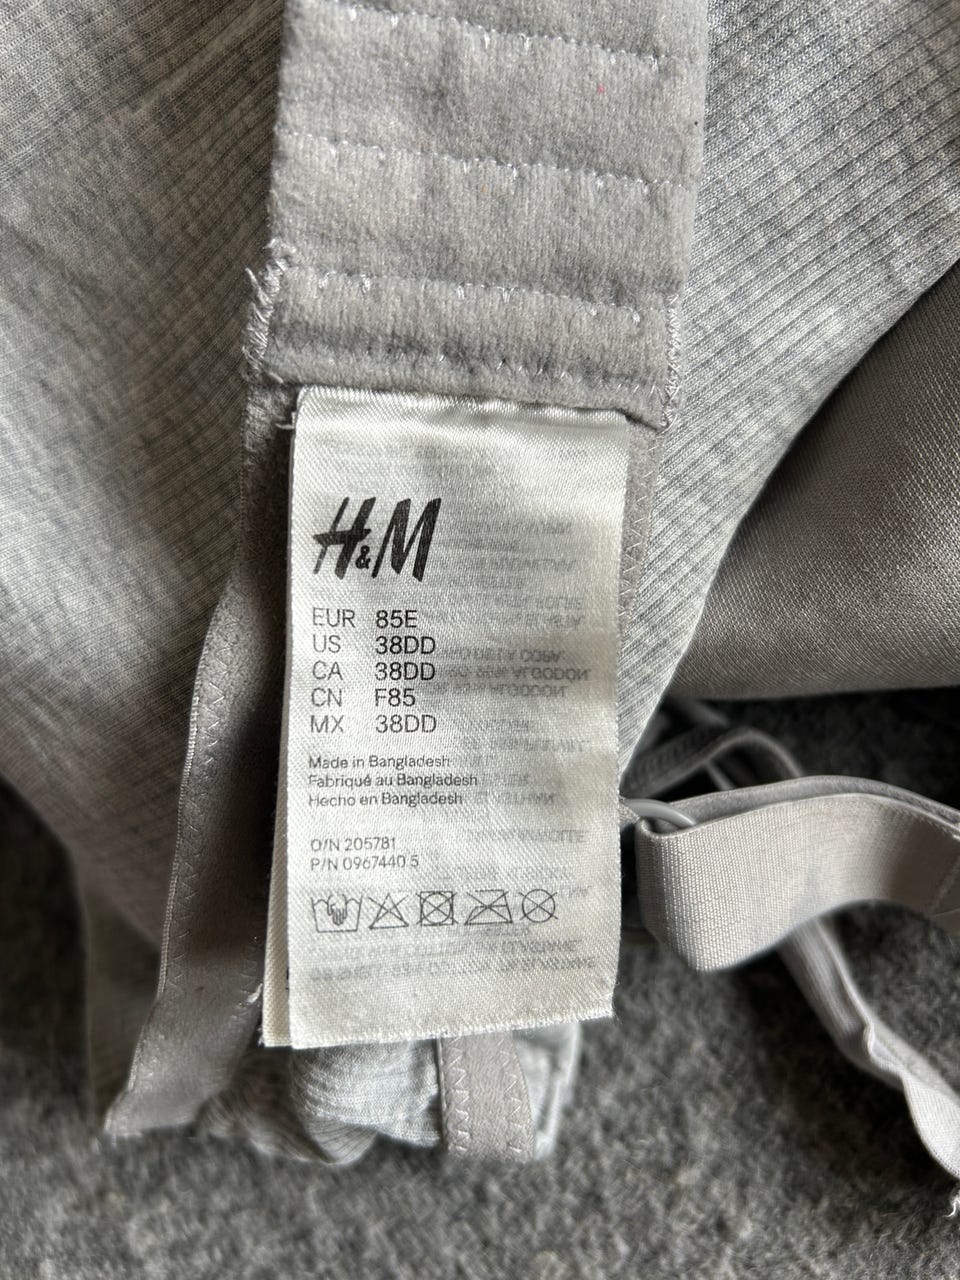 H&M
EUR 85E
US 38DD
CA 38DD
CN F85
MX 38DD
Made in Bangladesh
Fabriqué au Bangladesh
Hecho en Bangladesh
O/N 205781
P/N 0967440 5